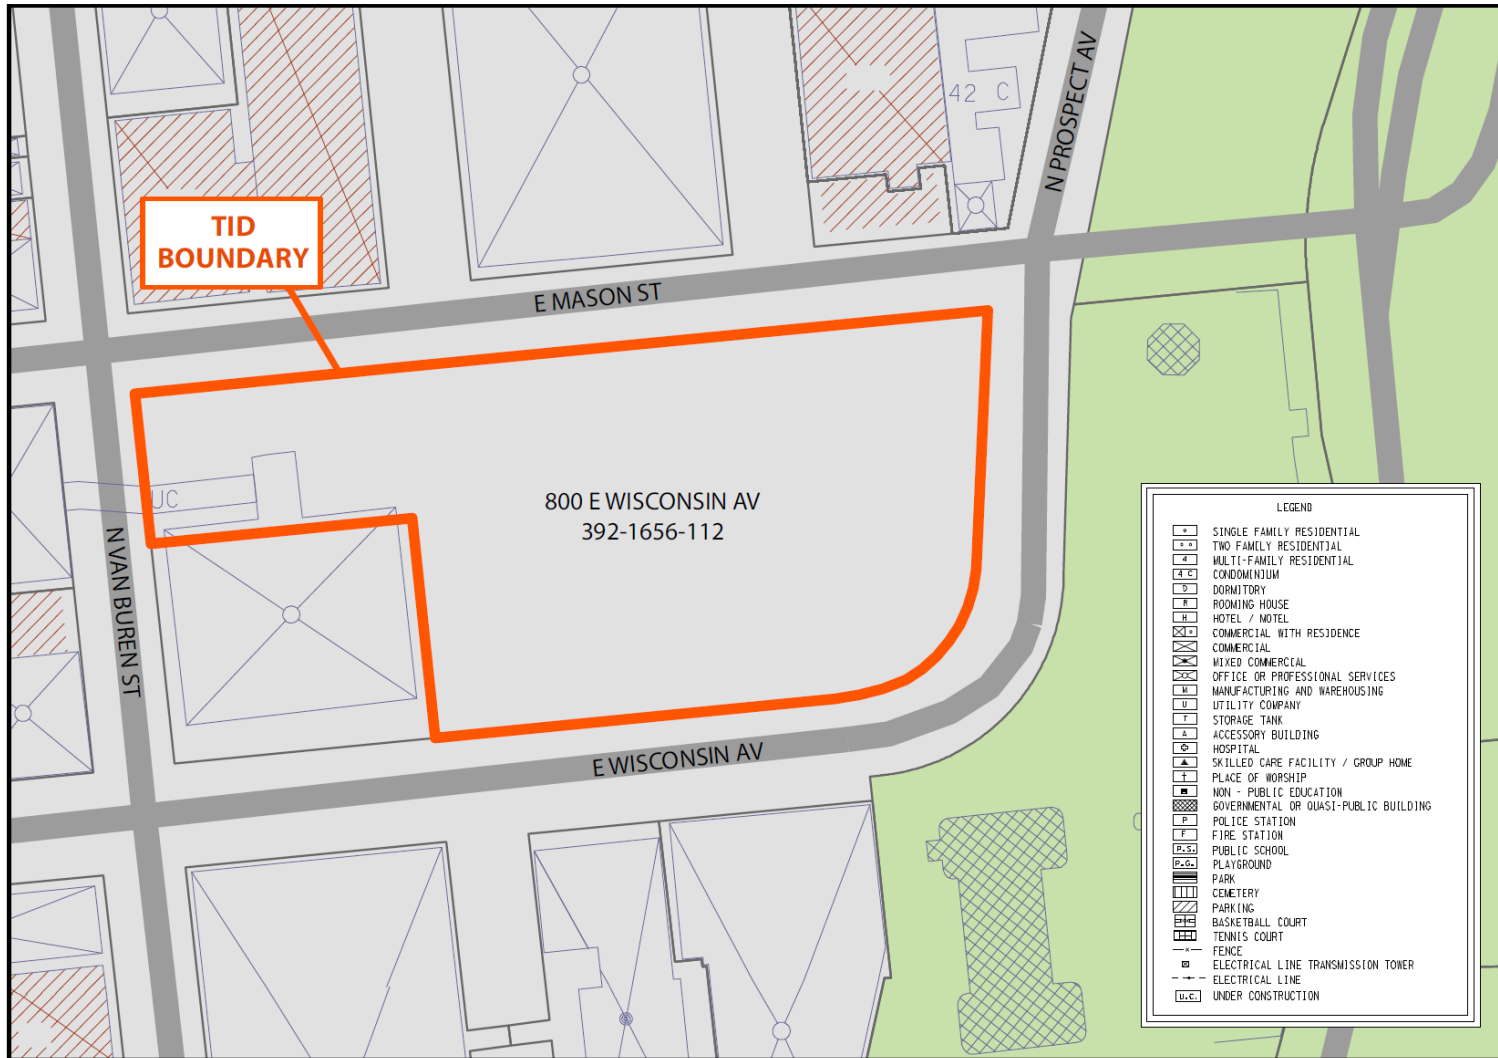 42 C
N PROSPECT AV
TID
BOUNDARY
E MASON ST
800 E WISCONSIN AV
392-1656-112
UC
N VAN BUREN ST
E WISCONSIN AV
LEGEND
SINGLE FAMILY RESIDENTIAL
TWO FAMILY RESIDENTIAL
4 MULTI-FAMILY RESIDENTIAL
4 C CONDOMINIUM
D DORMITORY
R ROOMING HOUSE
H HOTEL / MOTEL
COMMERCIAL WITH RESIDENCE
COMMERCIAL
MIXED COMMERCIAL
OFFICE OR PROFESSIONAL SERVICES
M MANUFACTURING AND WAREHOUSING
U UTILITY COMPANY
T STORAGE TANK
A ACCESSORY BUILDING
HOSPITAL
SKILLED CARE FACILITY / GROUP HOME
PLACE OF WORSHIP
NON - PUBLIC EDUCATION
GOVERNMENTAL OR QUASI-PUBLIC BUILDING
P POLICE STATION
F FIRE STATION
P.S. PUBLIC SCHOOL
P.G. PLAYGROUND
PARK
CEMETERY
PARKING
BASKETBALL COURT
TENNIS COURT
FENCE
ELECTRICAL LINE TRANSMISSION TOWER
ELECTRICAL LINE
U.C. UNDER CONSTRUCTION